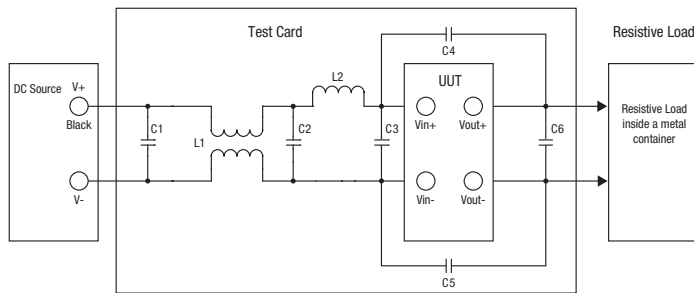 Test Card
Resistive Load
C4
L2
DC Source
V+
UUT
Black
C1
L1
C2
C3
Vin+
Vout+
C6
Resistive Load
inside a metal
container
V-
Vin-
Vout-
C5